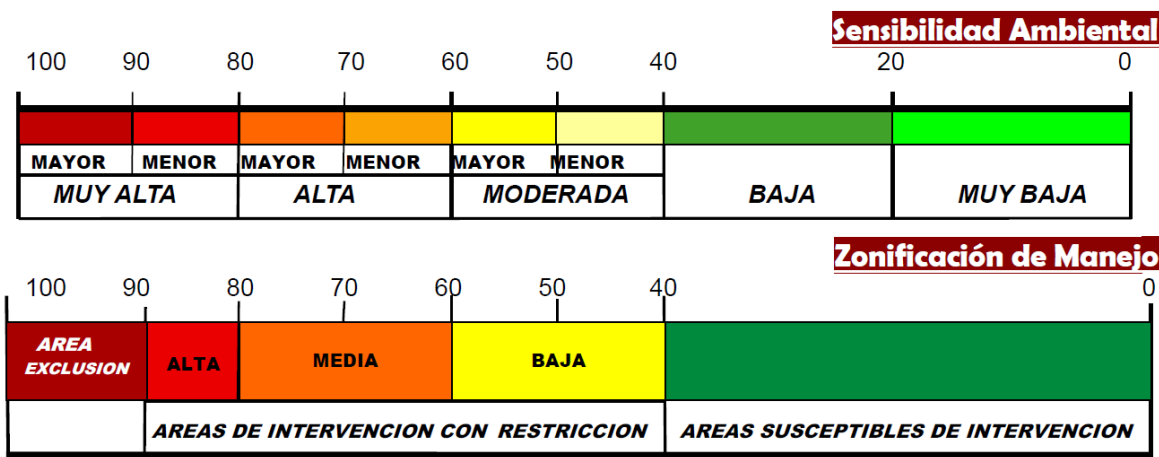 Sensibilidad Ambiental
100 90 80 70 60 50 40 20 0
MAYOR MENOR MAYOR MENOR MAYOR MENOR
MUY ALTA ALTA MODERADA BAJA MUY BAJA
Zonificación de Manejo
100 90 80 70 60 50 40 0
AREA
EXCLUSION ALTA MEDIA BAJA
AREAS DE INTERVENCION CON RESTRICCION AREAS SUSCEPTIBLES DE INTERVENCION